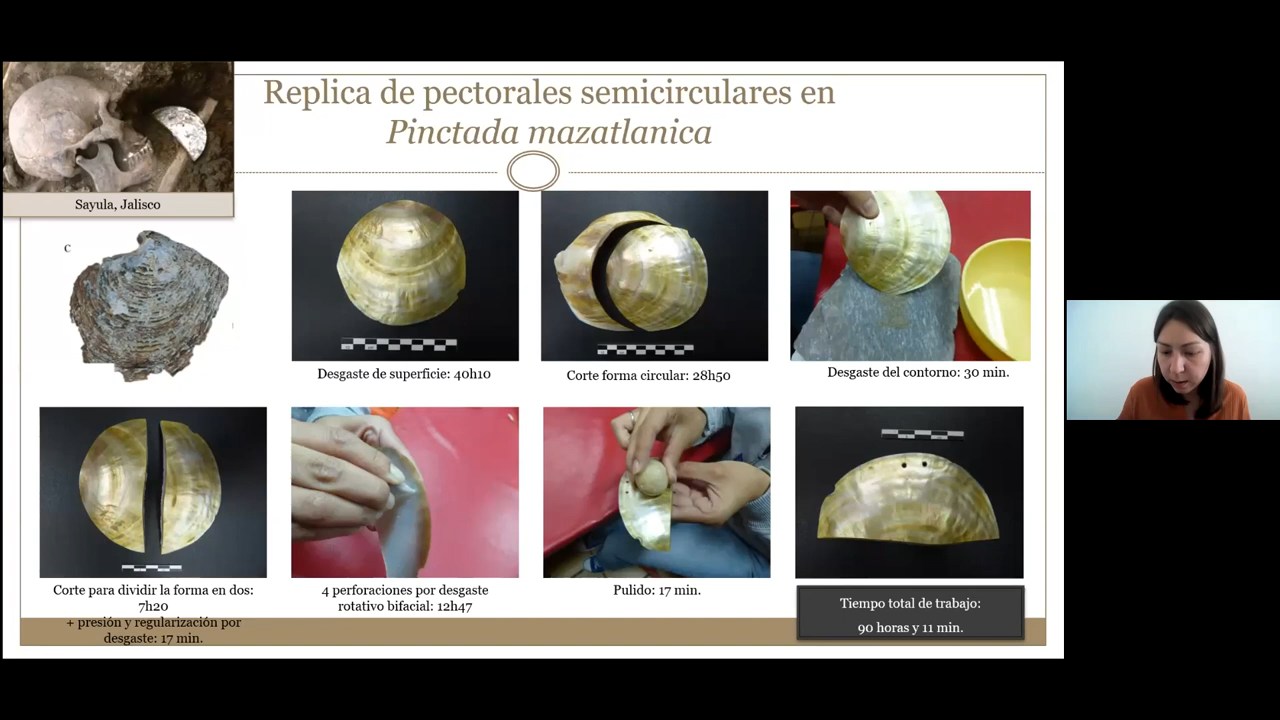 Replica de pectorales semicirculares en
Pinctada mazatlanica
Sayula, Jalisco
C
Desgaste de superficie: 40h10
Corte forma circular: 28h50
Desgaste del contorno: 30 min.
Corte para dividir la forma en dos:
7h20
+ presión y regularización por
desgaste: 17 min.
4 perforaciones por desgaste
rotativo bifacial: 12h47
Pulido: 17 min.
Tiempo total de trabajo:
90 horas y 11 min.